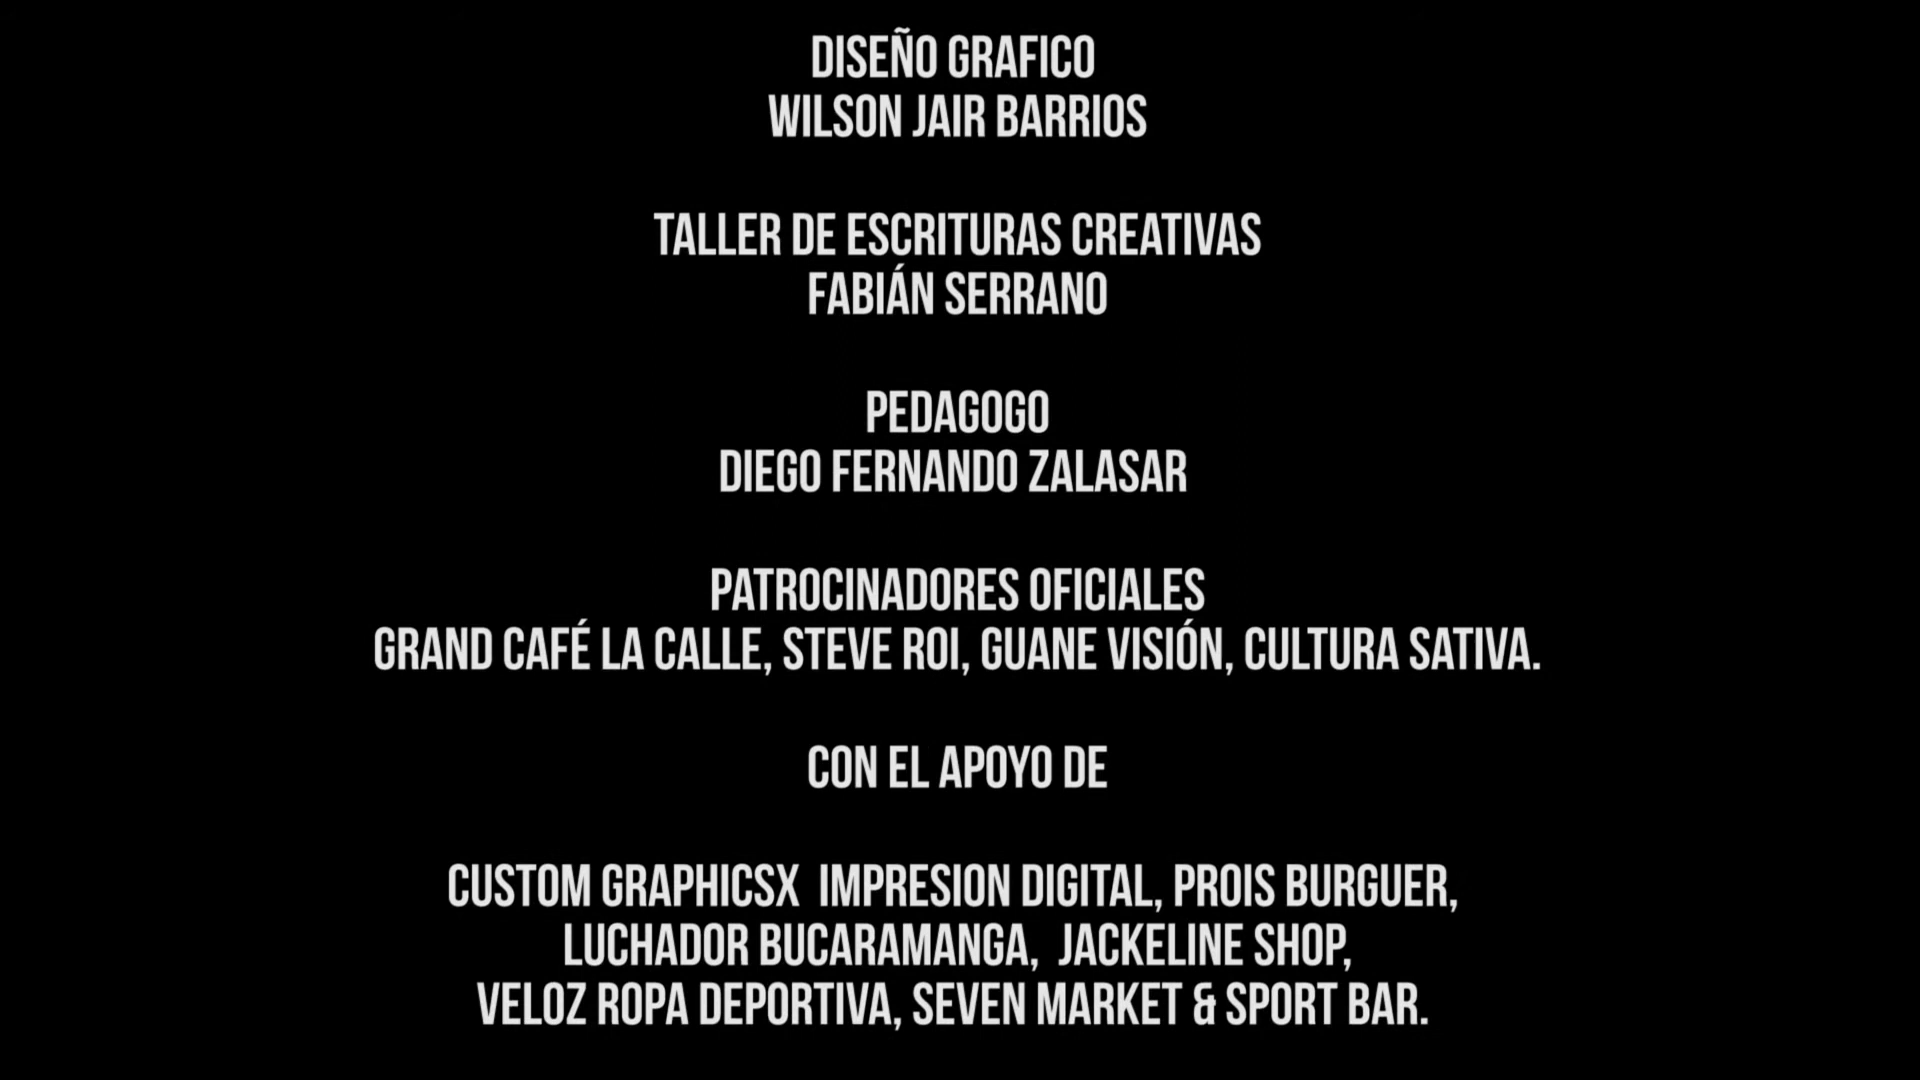 DISEÑO GRAFICO
WILSON JAIR BARRIOS
TALLER DE ESCRITURAS CREATIVAS
FABIÁN SERRANO
PEDAGOGO
DIEGO FERNANDO ZALASAR
PATROCINADORES OFICIALES
GRAND CAFÉ LA CALLE, STEVE ROI, GUANE VISIÓN, CULTURA SATIVA.
CON EL APOYO DE
CUSTOM GRAPHICSX  IMPRESION DIGITAL, PROIS BURGUER,
LUCHADOR BUCARAMANGA,  JACKELINE SHOP,
VELOZ ROPA DEPORTIVA, SEVEN MARKET & SPORT BAR.